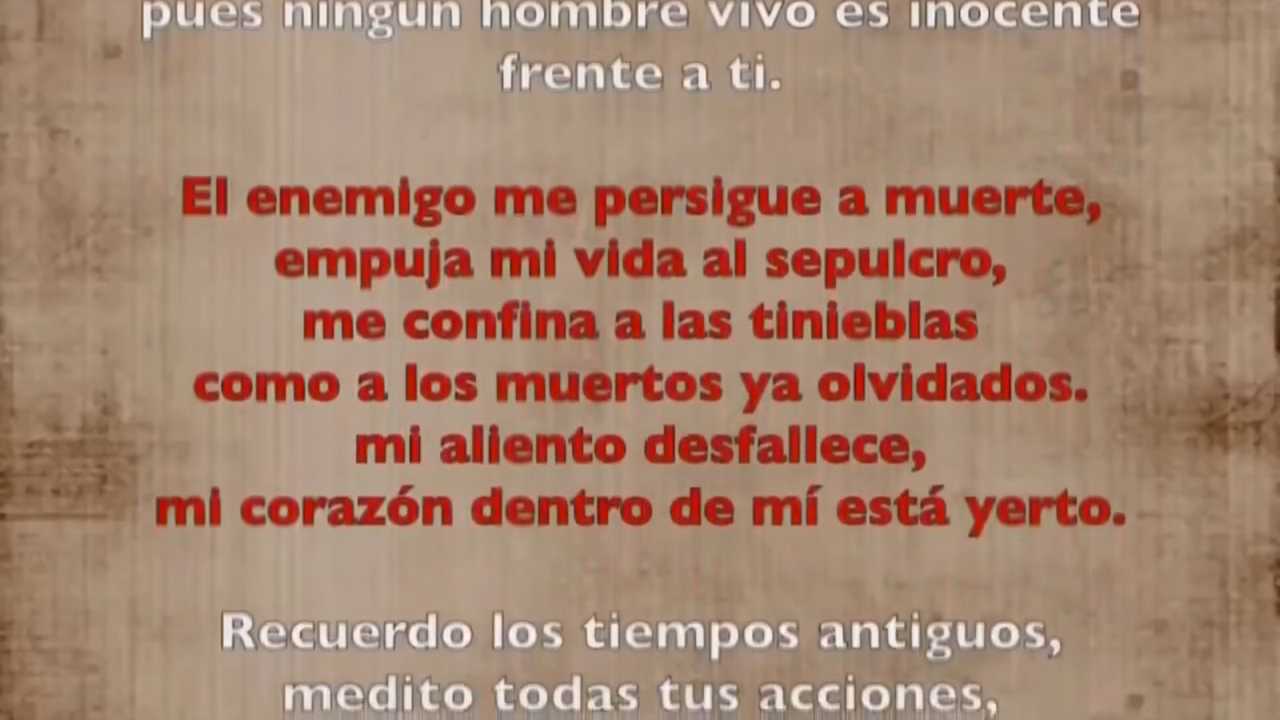 pues ningún hombre vivo es inocente
frente a ti.
El enemigo me persigue a muerte,
empuja mi vida al sepulcro,
me confina a las tinieblas
como a los muertos ya olvidados.
mi aliento desfallece,
mi corazón dentro de mí está yerto.
Recuerdo los tiempos antiguos,
medito todas tus acciones,